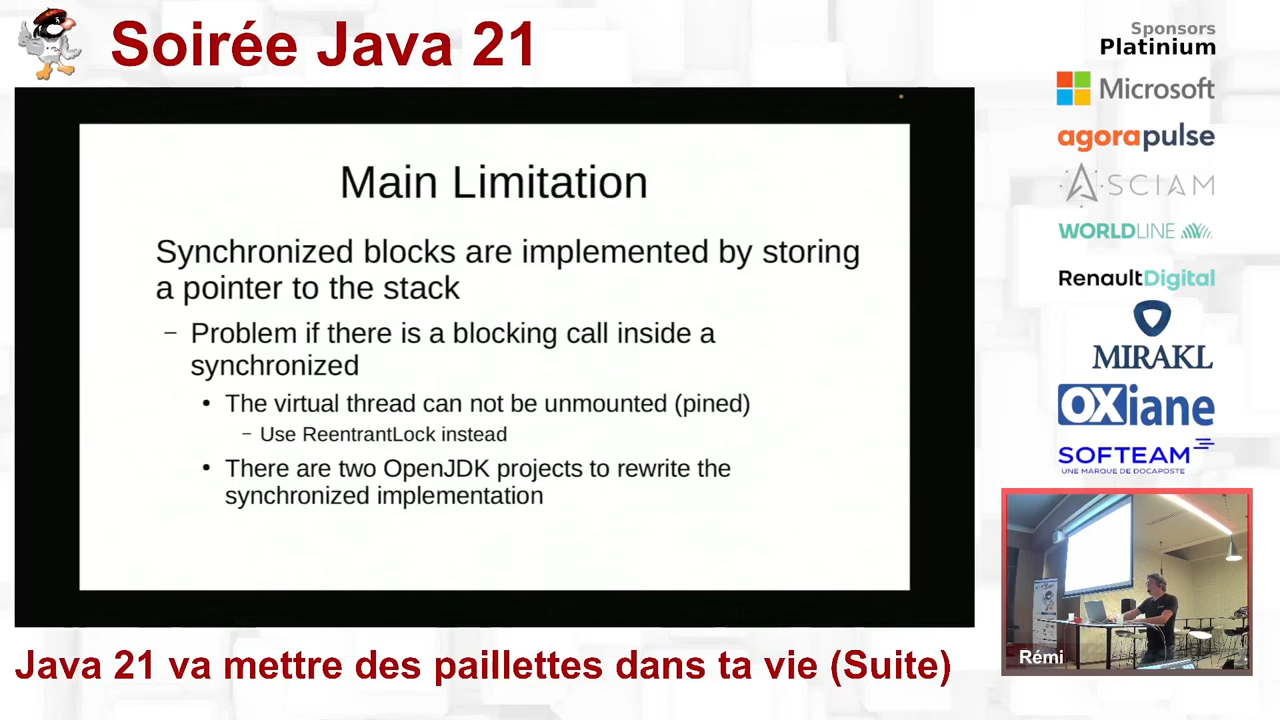 Soirée Java 21
Sponsors
Platinium
Microsoft
agorapulse
ASCIAM
WORLDLINE
RenaultDigital
MIRAKL
OXiane
SOFTEAM
UNE MARQUE DE DOCAPOSTE
Main Limitation
Synchronized blocks are implemented by storing
a pointer to the stack
– Problem if there is a blocking call inside a
synchronized
• The virtual thread can not be unmounted (pined)
– Use ReentrantLock instead
• There are two OpenJDK projects to rewrite the
synchronized implementation
Rémi
Java 21 va mettre des paillettes dans ta vie (Suite)